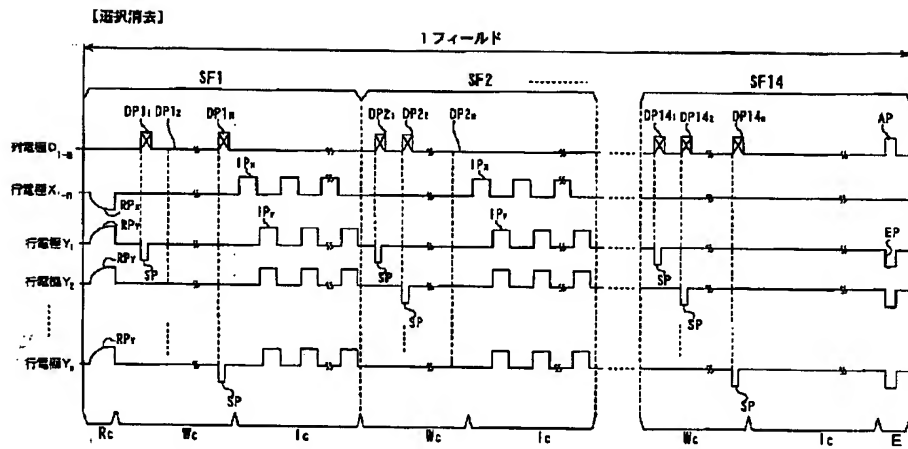 【選択消去】
1フィールド
SF1 SF2 SF14
DP1₁ DP1₂ DP1ₙ DP2₁ DP2₂ DP2ₙ DP14₁ DP14₂ DP14ₙ AP
列電極D₁₋ₘ
IPₓ IPₓ
行電極X₁₋ₙ
RPₓ
RPᵧ IPᵧ IPᵧ EP
行電極Y₁
SP SP SP
RPᵧ
行電極Y₂
SP SP
RPᵧ
行電極Yₙ
SP SP
Rc Wc Ic Wc Ic Wc Ic E